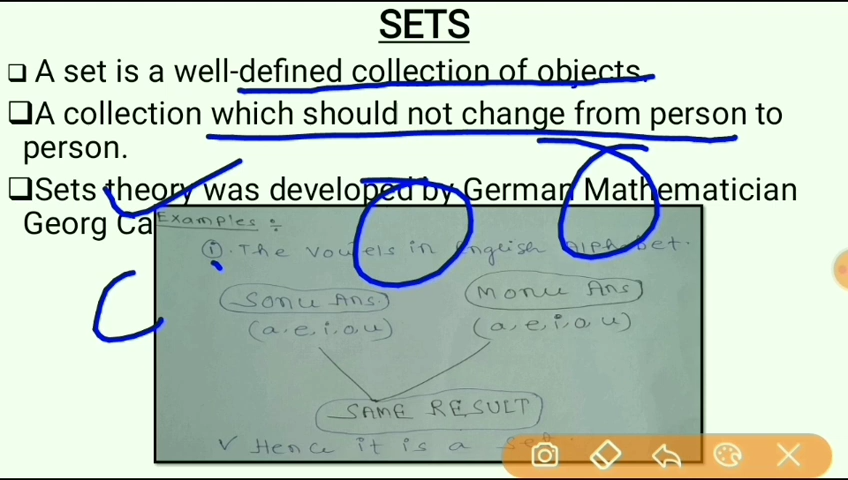 SETS
❑ A set is a well-defined collection of objects.
❑A collection which should not change from person to
person.
❑Sets theory was developed by German Mathematician
Georg Ca
Examples :
(i). The vowels in English Alphabet.
Sonu Ans.
Monu Ans
(a, e, i, o, u)
(a, e, i, o, u)
SAME RESULT
✓ Hence it is a set.